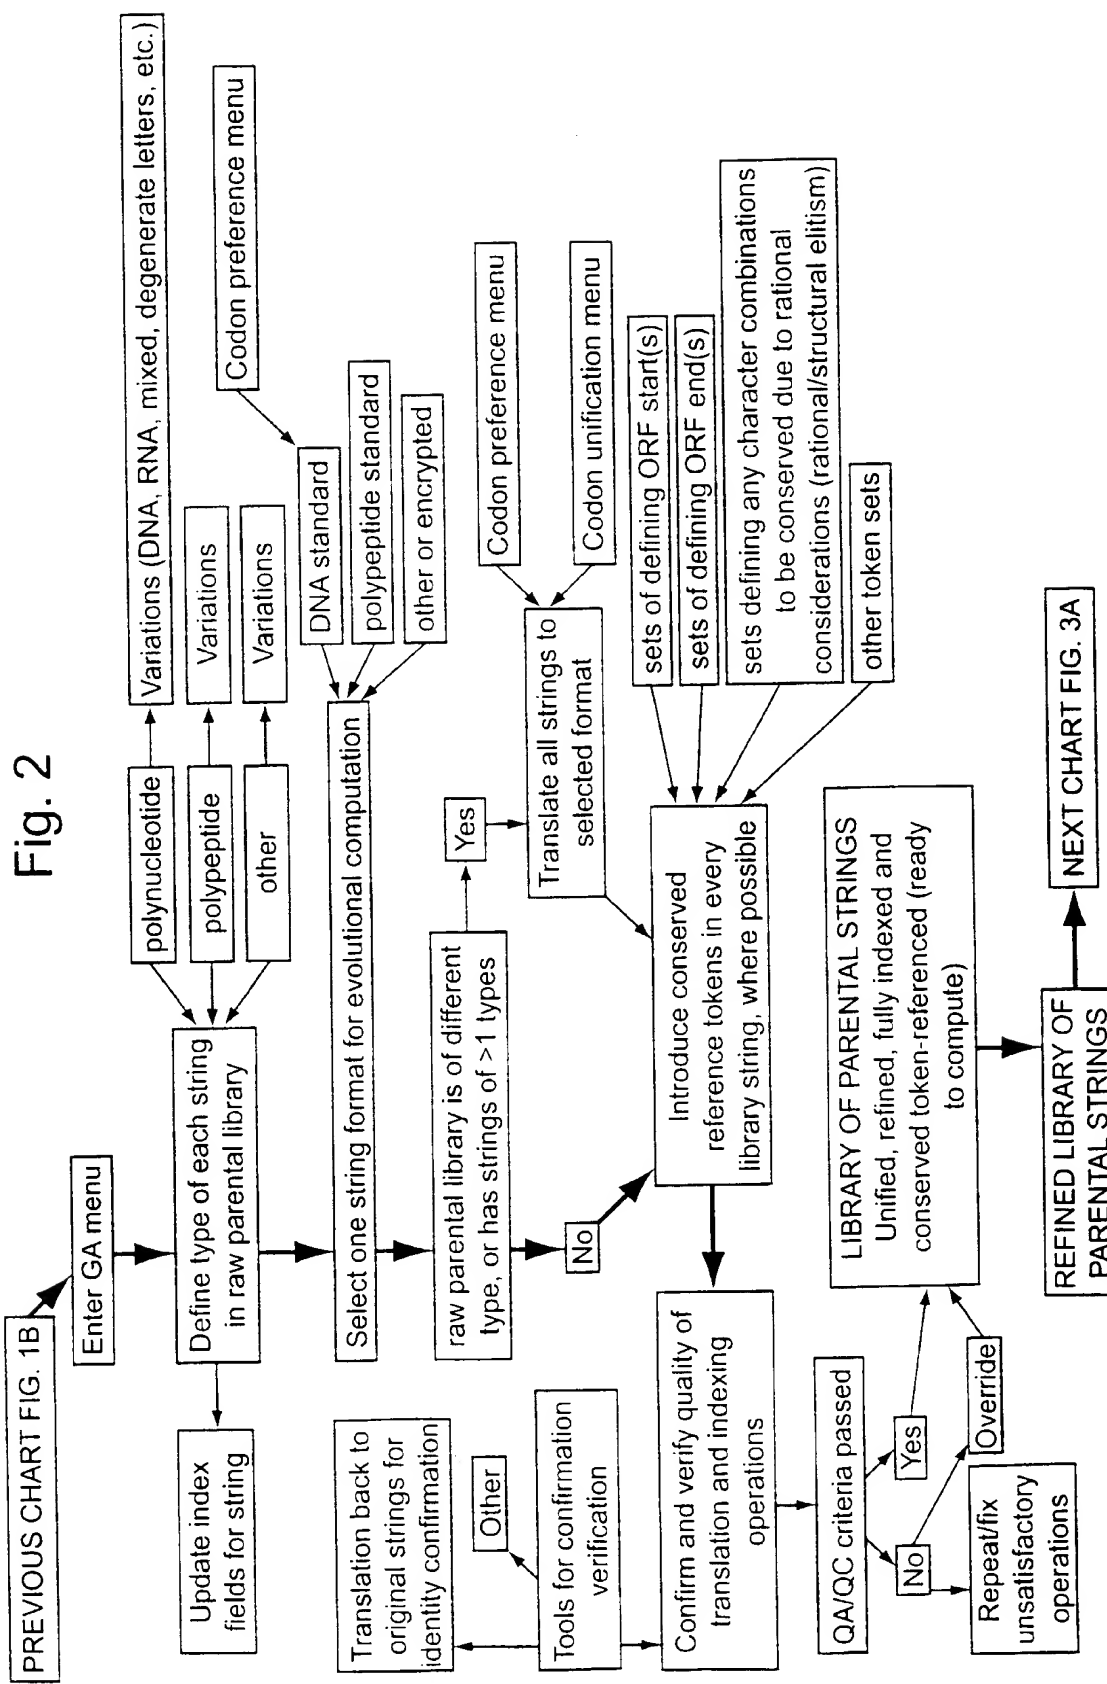 Fig. 2
PREVIOUS CHART FIG. 1B
Enter GA menu
Define type of each string
in raw parental library
Update index
fields for string
polynucleotide
polypeptide
other
Variations (DNA, RNA, mixed, degenerate letters, etc.)
Variations
Variations
Codon preference menu
Select one string format for evolutional computation
DNA standard
polypeptide standard
other or encrypted
raw parental library is of different
type, or has strings of >1 types
Yes
No
Translate all strings to
selected format
Codon preference menu
Codon unification menu
Introduce conserved
reference tokens in every
library string, where possible
sets of defining ORF start(s)
sets of defining ORF end(s)
sets defining any character combinations
to be conserved due to rational
considerations (rational/structural elitism)
other token sets
Translation back to
original strings for
identity confirmation
Other
Tools for confirmation
verification
Confirm and verify quality of
translation and indexing
operations
QA/QC criteria passed
Yes
No
Override
Repeat/fix
unsatisfactory
operations
LIBRARY OF PARENTAL STRINGS
Unified, refined, fully indexed and
conserved token-referenced (ready
to compute)
REFINED LIBRARY OF
PARENTAL STRINGS
NEXT CHART FIG. 3A